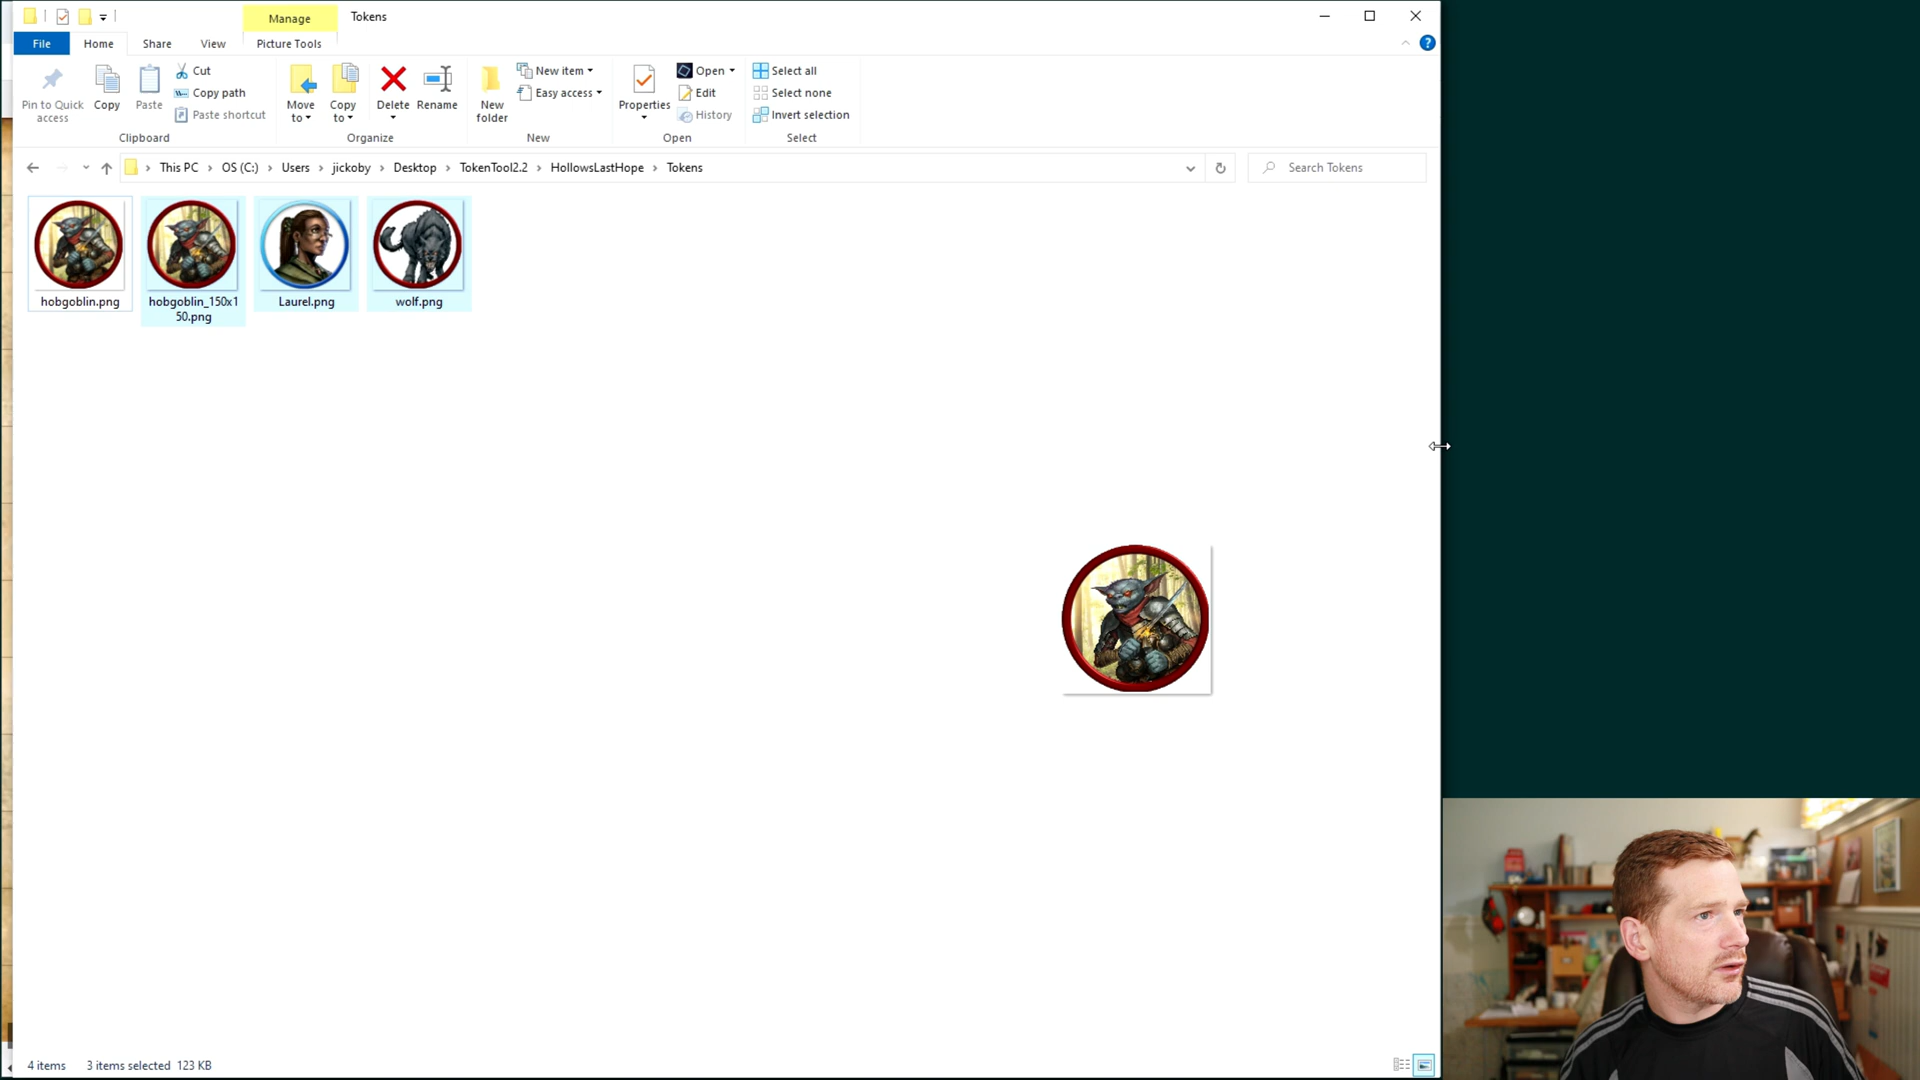 Manage
Tokens
File
Home
Share
View
Picture Tools
Pin to Quick
access
Copy
Paste
Cut
Copy path
Paste shortcut
Clipboard
Move
to
Copy
to
Delete
Rename
Organize
New
folder
New item
Easy access
New
Properties
Open
Edit
History
Open
Select all
Select none
Invert selection
Select
This PC > OS (C:) > Users > jickoby > Desktop > TokenTool2.2 > HollowsLastHope > Tokens
Search Tokens
hobgoblin.png
hobgoblin_150x1
50.png
Laurel.png
wolf.png
4 items
3 items selected 123 KB